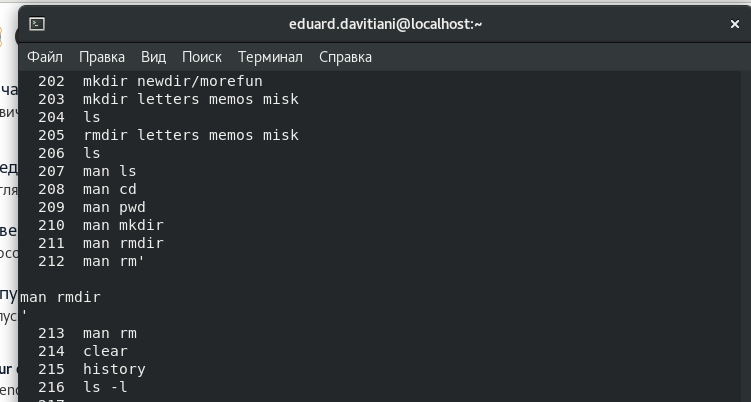 eduard.davitiani@localhost:~
Файл Правка Вид Поиск Терминал Справка
202 mkdir newdir/morefun
203 mkdir letters memos misk
204 ls
205 rmdir letters memos misk
206 ls
207 man ls
208 man cd
209 man pwd
210 man mkdir
211 man rmdir
212 man rm'
man rmdir
'
213 man rm
214 clear
215 history
216 ls -l